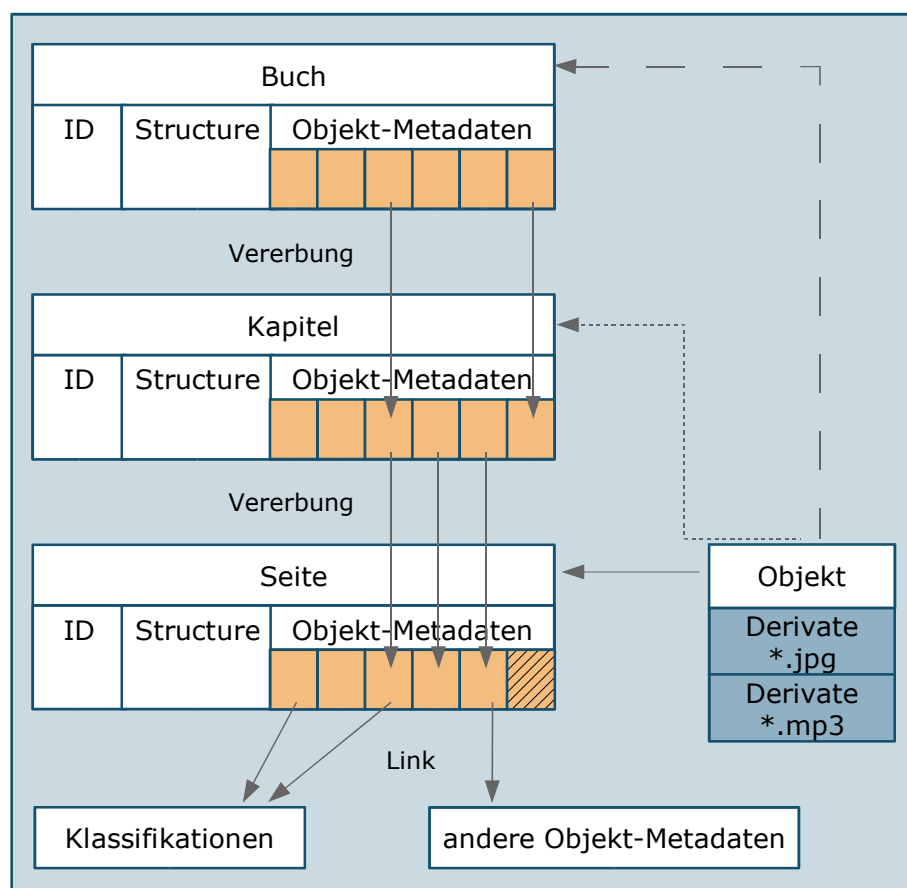 Buch
ID Structure Objekt-Metadaten
Vererbung
Kapitel
ID Structure Objekt-Metadaten
Vererbung
Seite
ID Structure Objekt-Metadaten
Objekt
Derivate
*.jpg
Derivate
*.mp3
Link
Klassifikationen
andere Objekt-Metadaten